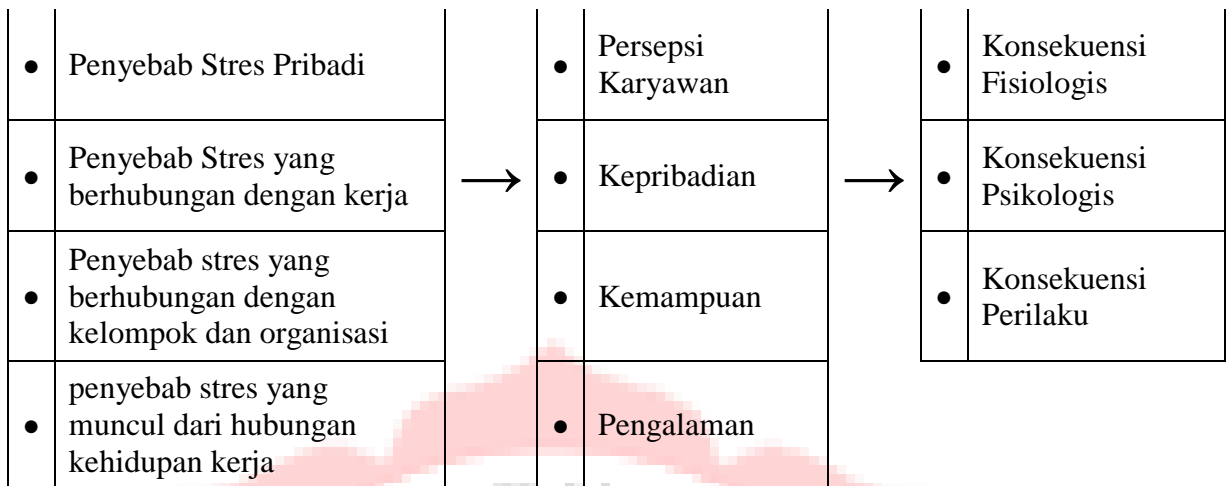 ● Penyebab Stres Pribadi
● Penyebab Stres yang
berhubungan dengan kerja
● Penyebab stres yang
berhubungan dengan
kelompok dan organisasi
● penyebab stres yang
muncul dari hubungan
kehidupan kerja
→
● Persepsi
Karyawan
● Kepribadian
● Kemampuan
● Pengalaman
→
● Konsekuensi
Fisiologis
● Konsekuensi
Psikologis
● Konsekuensi
Perilaku